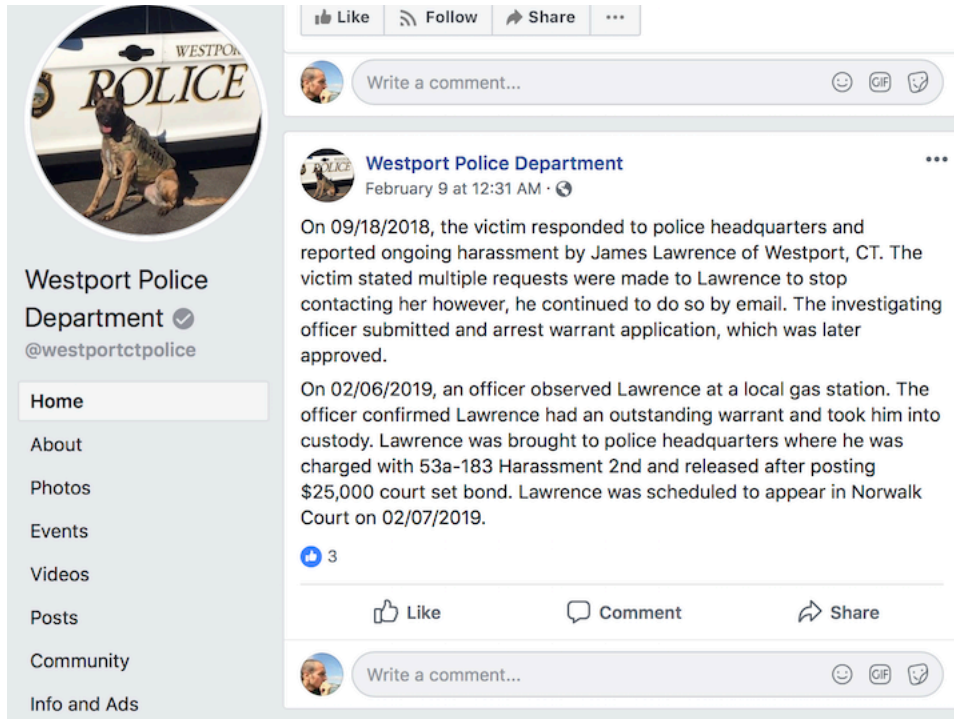 Like Follow Share ...
WESTPOR
POLICE
Write a comment... GIF
POLICE
Westport Police Department
February 9 at 12:31 AM ·
On 09/18/2018, the victim responded to police headquarters and
reported ongoing harassment by James Lawrence of Westport, CT. The
victim stated multiple requests were made to Lawrence to stop
contacting her however, he continued to do so by email. The investigating
officer submitted and arrest warrant application, which was later
approved.
On 02/06/2019, an officer observed Lawrence at a local gas station. The
officer confirmed Lawrence had an outstanding warrant and took him into
custody. Lawrence was brought to police headquarters where he was
charged with 53a-183 Harassment 2nd and released after posting
$25,000 court set bond. Lawrence was scheduled to appear in Norwalk
Court on 02/07/2019.
3
Like Comment Share
Write a comment... GIF
Westport Police
Department
@westportctpolice
Home
About
Photos
Events
Videos
Posts
Community
Info and Ads